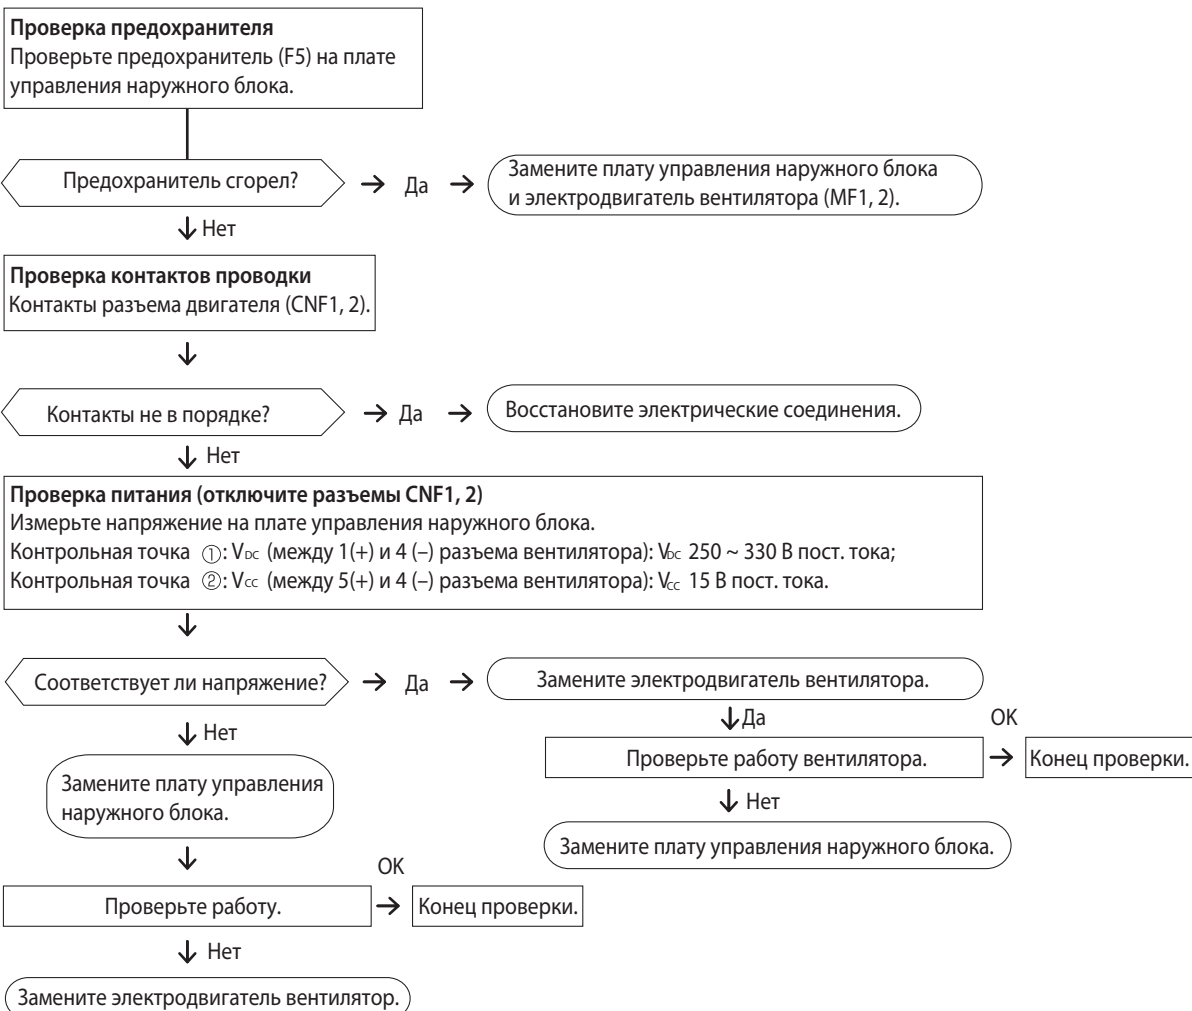 Проверка предохранителя
Проверьте предохранитель (F5) на плате
управления наружного блока.
Предохранитель сгорел?
Да
Замените плату управления наружного блока
и электродвигатель вентилятора (MF1, 2).
Нет
Проверка контактов проводки
Контакты разъема двигателя (CNF1, 2).
Контакты не в порядке?
Да
Восстановите электрические соединения.
Нет
Проверка питания (отключите разъемы CNF1, 2)
Измерьте напряжение на плате управления наружного блока.
Контрольная точка ①: VDC (между 1(+) и 4 (–) разъема вентилятора): VDC 250 ~ 330 В пост. тока;
Контрольная точка ②: Vcc (между 5(+) и 4 (–) разъема вентилятора): Vcc 15 В пост. тока.
Соответствует ли напряжение?
Да
Замените электродвигатель вентилятора.
Да
OK
Нет
Проверьте работу вентилятора.
Конец проверки.
Замените плату управления
наружного блока.
Нет
Замените плату управления наружного блока.
OK
Проверьте работу.
Конец проверки.
Нет
Замените электродвигатель вентилятор.